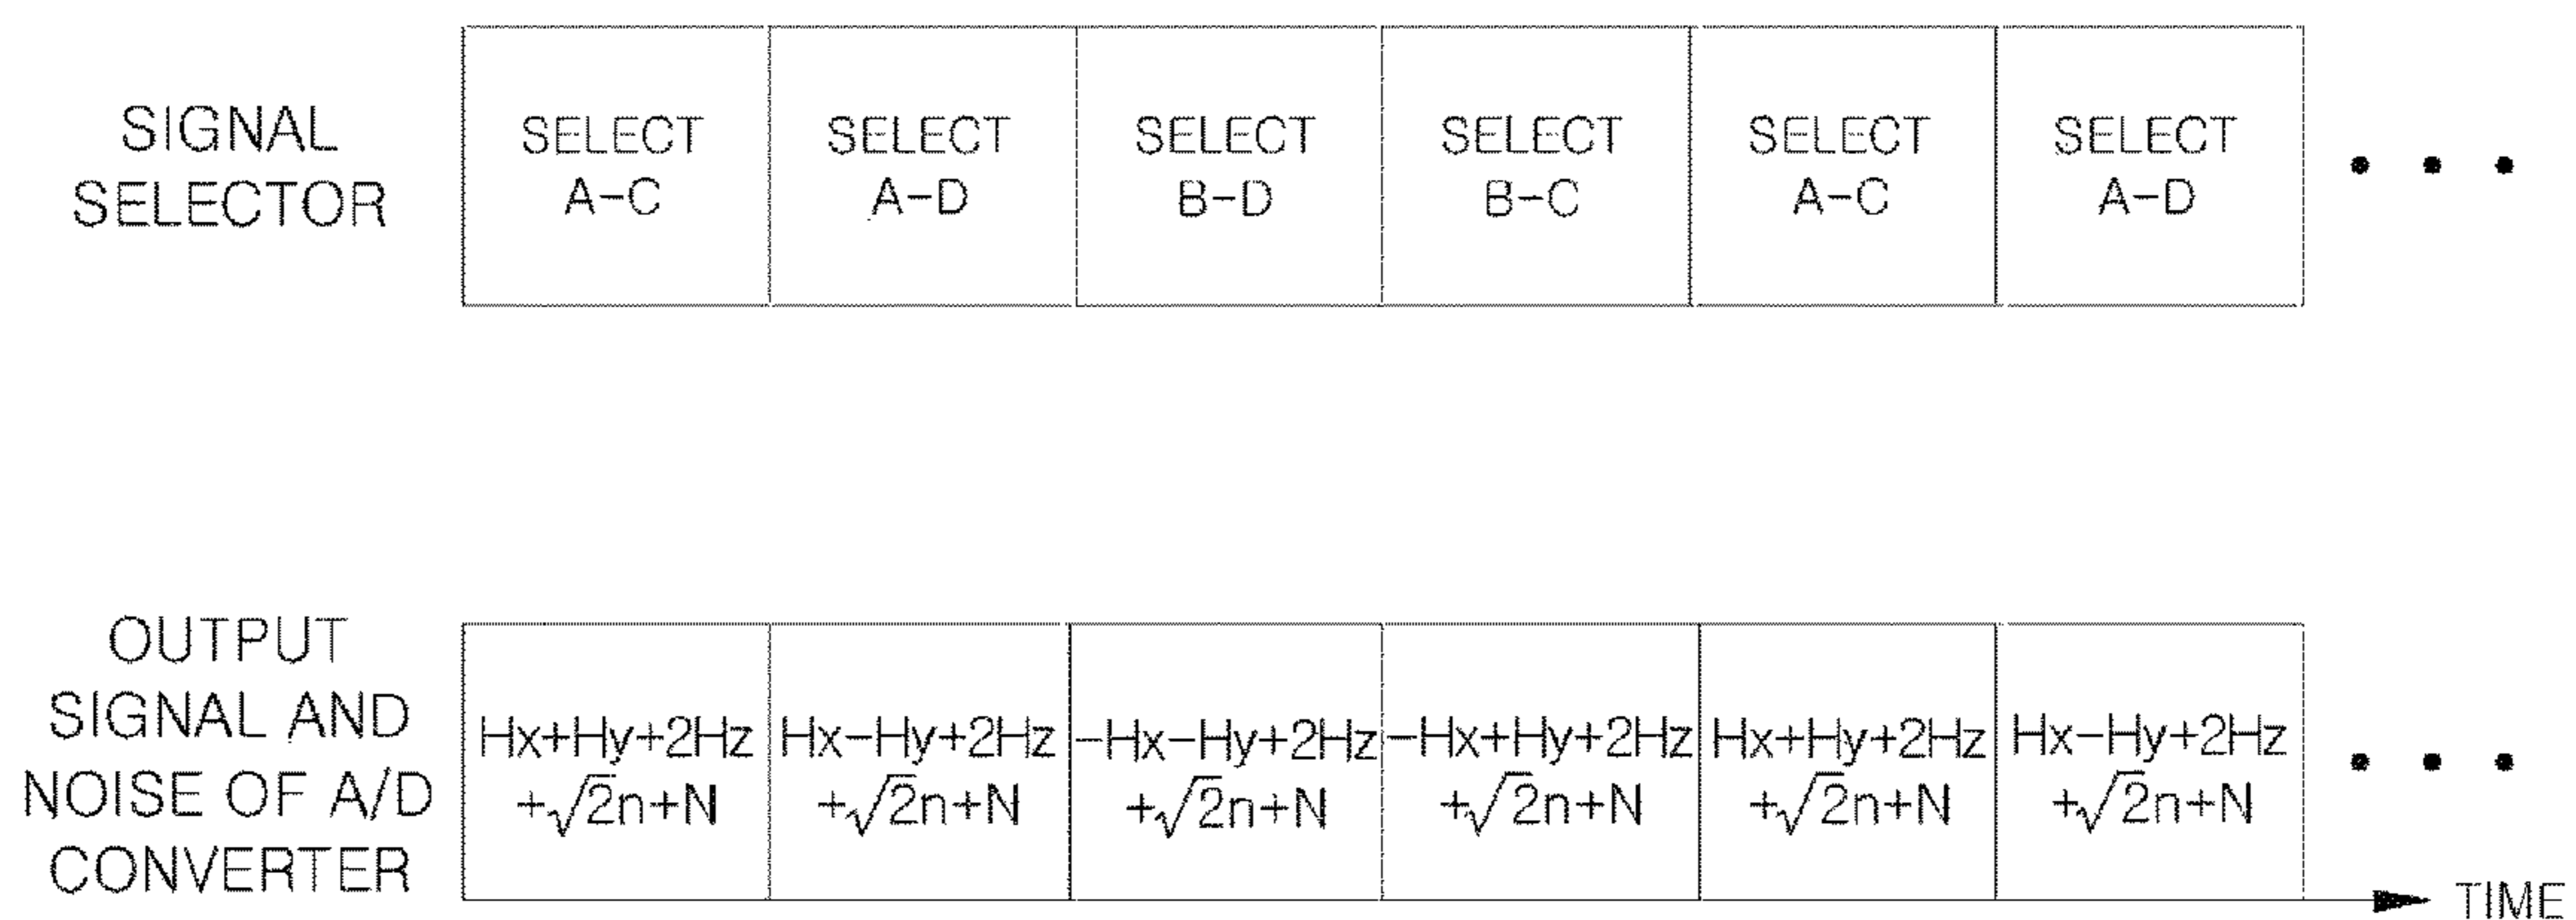 SIGNAL
SELECTOR
SELECT
A-C
SELECT
A-D
SELECT
B-D
SELECT
B-C
SELECT
A-C
SELECT
A-D
• • •
OUTPUT
SIGNAL AND
NOISE OF A/D
CONVERTER
Hx+Hy+2Hz
+√2n+N
Hx-Hy+2Hz
+√2n+N
-Hx-Hy+2Hz
+√2n+N
-Hx+Hy+2Hz
+√2n+N
Hx+Hy+2Hz
+√2n+N
Hx-Hy+2Hz
+√2n+N
• • •
TIME